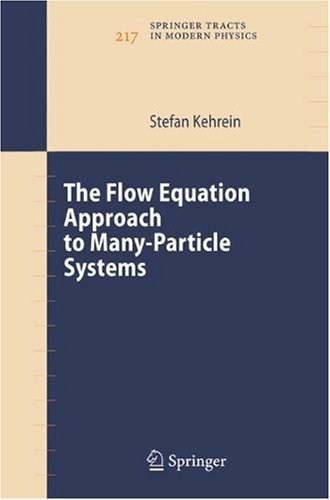 217
SPRINGER TRACTS
IN MODERN PHYSICS
Stefan Kehrein
The Flow Equation
Approach
to Many-Particle
Systems
Springer